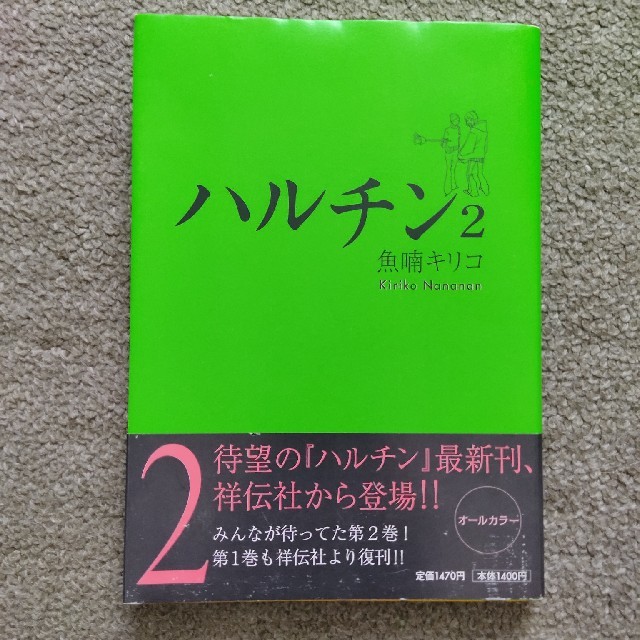 ハルチン2
魚喃キリコ
Kiriko Nananan
2
待望の『ハルチン』最新刊、
祥伝社から登場!!
みんなが待ってた第2巻!
第1巻も祥伝社より復刊!!
オールカラー
定価1470円 本体1400円